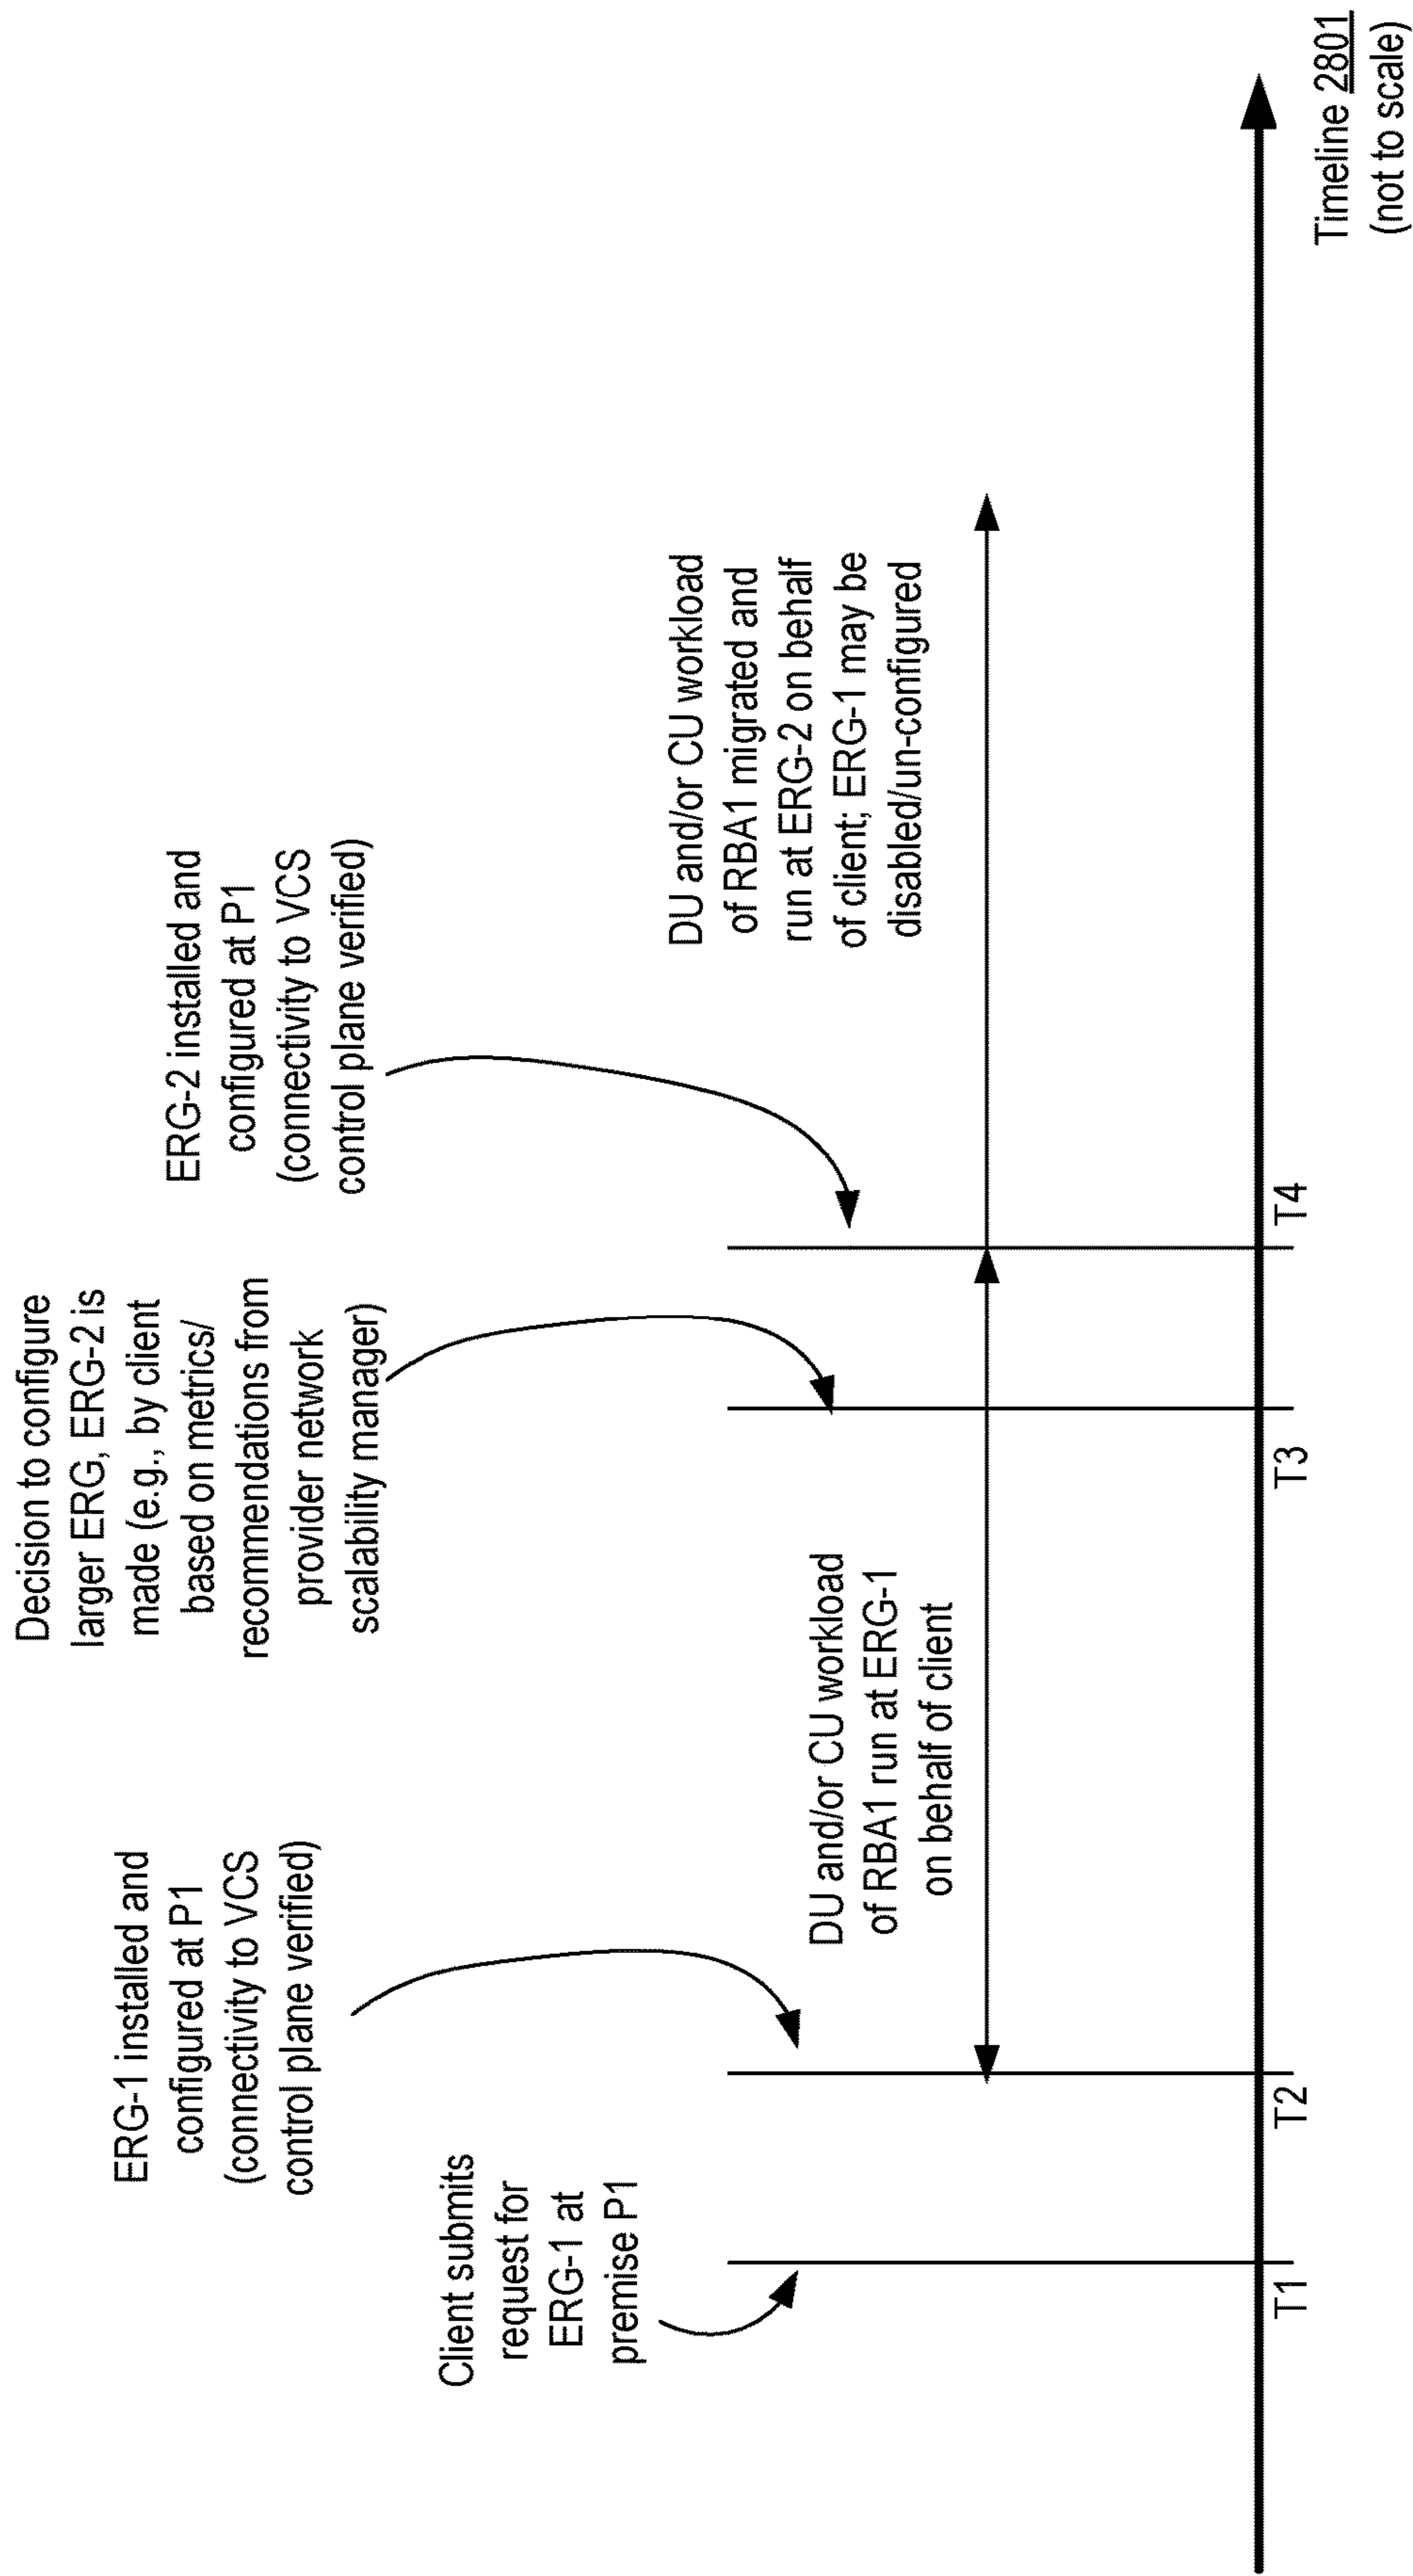 Client submits
request for
ERG-1 at
premise P1
ERG-1 installed and
configured at P1
(connectivity to VCS
control plane verified)
Decision to configure
larger ERG, ERG-2 is
made (e.g., by client
based on metrics/
recommendations from
provider network
scalability manager)
ERG-2 installed and
configured at P1
(connectivity to VCS
control plane verified)
DU and/or CU workload
of RBA1 run at ERG-1
on behalf of client
DU and/or CU workload
of RBA1 migrated and
run at ERG-2 on behalf
of client; ERG-1 may be
disabled/un-configured
T1
T2
T3
T4
Timeline 2801
(not to scale)